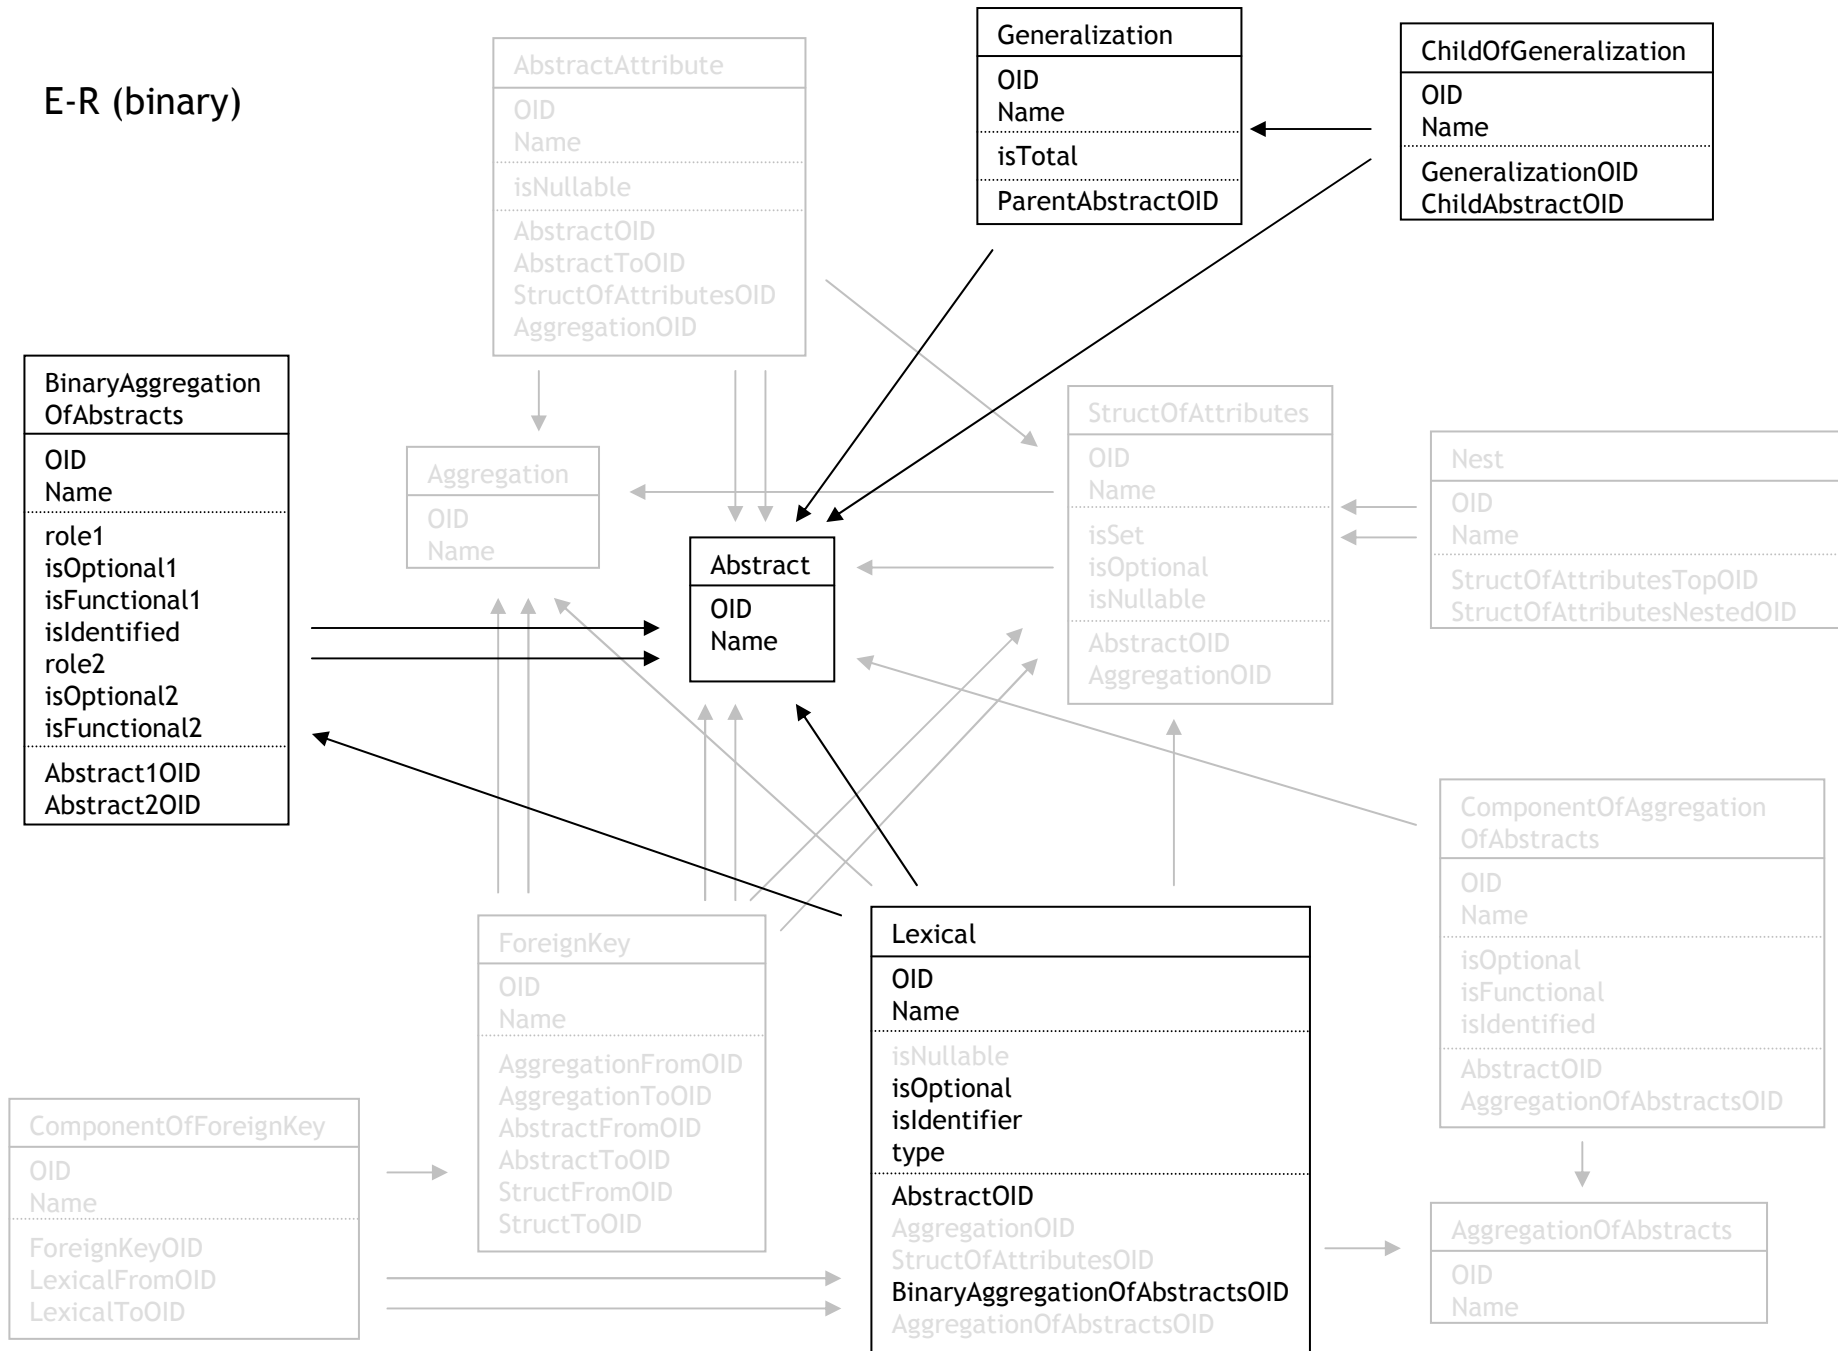 E-R (binary)
AbstractAttribute
OID
Name
isNullable
AbstractOID
AbstractToOID
StructOfAttributesOID
AggregationOID
Generalization
OID
Name
isTotal
ParentAbstractOID
ChildOfGeneralization
OID
Name
GeneralizationOID
ChildAbstractOID
BinaryAggregation
OfAbstracts
OID
Name
role1
isOptional1
isFunctional1
isIdentified
role2
isOptional2
isFunctional2
Abstract1OID
Abstract2OID
Aggregation
OID
Name
Abstract
OID
Name
StructOfAttributes
OID
Name
isSet
isOptional
isNullable
AbstractOID
AggregationOID
Nest
OID
Name
StructOfAttributesTopOID
StructOfAttributesNestedOID
ComponentOfAggregation
OfAbstracts
OID
Name
isOptional
isFunctional
isIdentified
AbstractOID
AggregationOfAbstractsOID
ForeignKey
OID
Name
AggregationFromOID
AggregationToOID
AbstractFromOID
AbstractToOID
StructFromOID
StructToOID
Lexical
OID
Name
isNullable
isOptional
isIdentifier
type
AbstractOID
AggregationOID
StructOfAttributesOID
BinaryAggregationOfAbstractsOID
AggregationOfAbstractsOID
ComponentOfForeignKey
OID
Name
ForeignKeyOID
LexicalFromOID
LexicalToOID
AggregationOfAbstracts
OID
Name